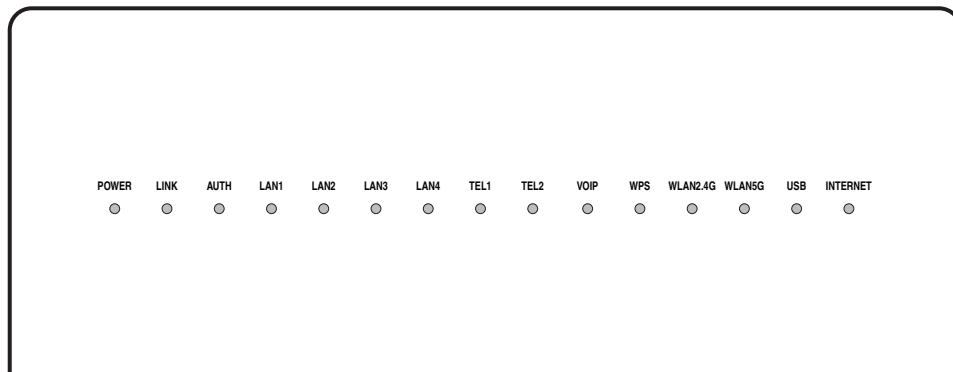 POWER LINK AUTH LAN1 LAN2 LAN3 LAN4 TEL1 TEL2 VOIP WPS WLAN2.4G WLAN5G USB INTERNET